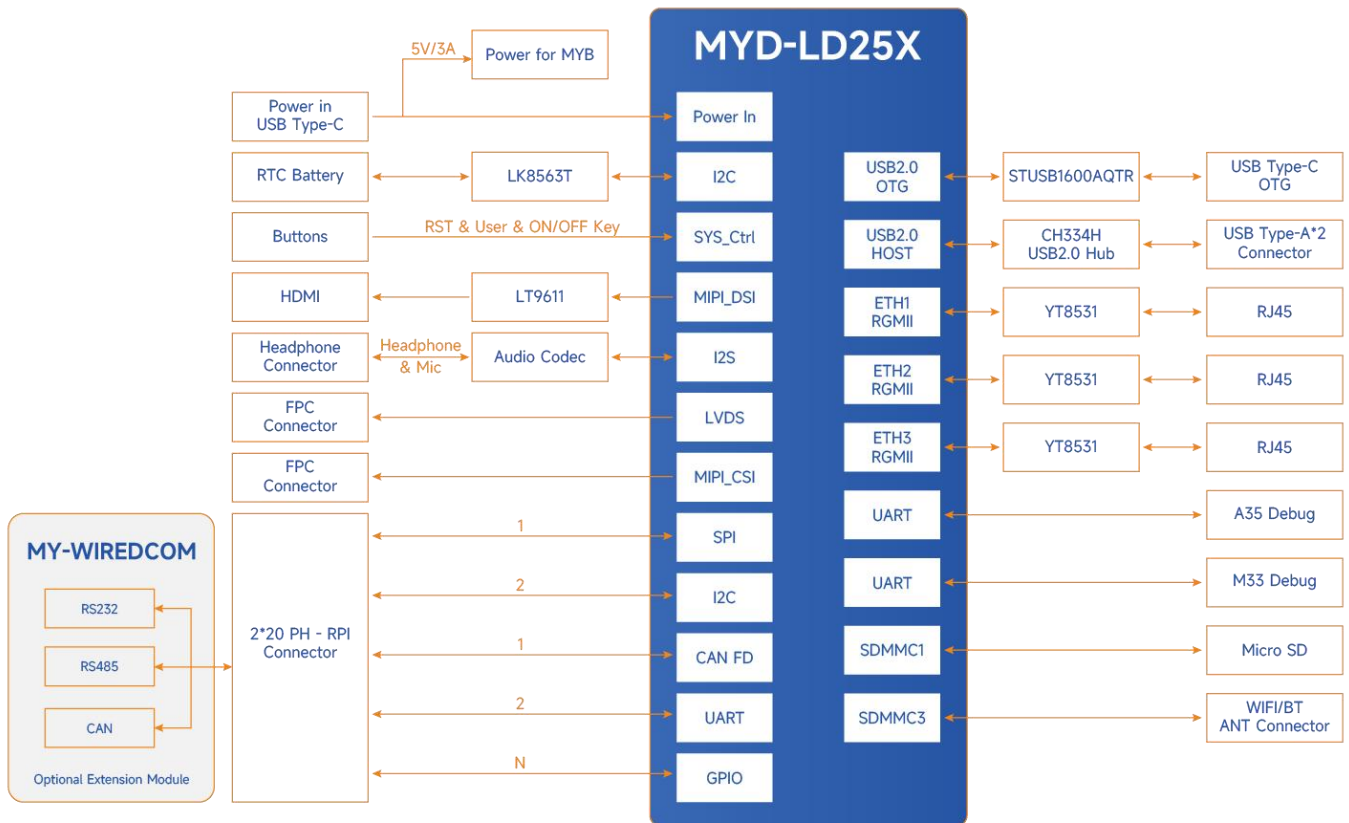 MYD-LD25X
5V/3A
Power for MYB
Power in
USB Type-C
Power In
RTC Battery
LK8563T
I2C
Buttons
RST & User & ON/OFF Key
SYS_Ctrl
HDMI
LT9611
MIPI_DSI
Headphone
Connector
Headphone
& Mic
Audio Codec
I2S
FPC
Connector
LVDS
FPC
Connector
MIPI_CSI
MY-WIREDCOM
RS232
RS485
CAN
Optional Extension Module
2*20 PH - RPI
Connector
1
SPI
2
I2C
1
CAN FD
2
UART
N
GPIO
USB2.0
OTG
STUSB1600AQTR
USB Type-C
OTG
USB2.0
HOST
CH334H
USB2.0 Hub
USB Type-A*2
Connector
ETH1
RGMII
YT8531
RJ45
ETH2
RGMII
YT8531
RJ45
ETH3
RGMII
YT8531
RJ45
UART
A35 Debug
UART
M33 Debug
SDMMC1
Micro SD
SDMMC3
WIFI/BT
ANT Connector